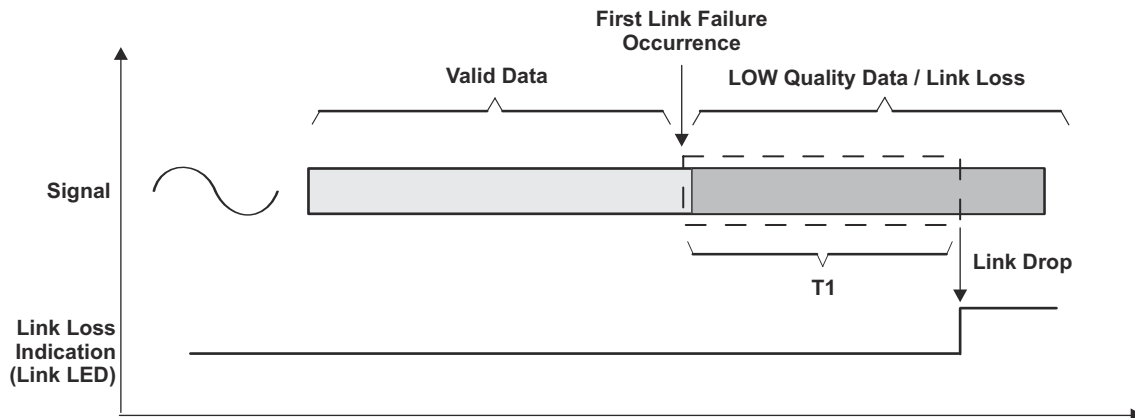 First Link Failure
Occurrence
Valid Data
LOW Quality Data / Link Loss
Signal
T1
Link Drop
Link Loss
Indication
(Link LED)